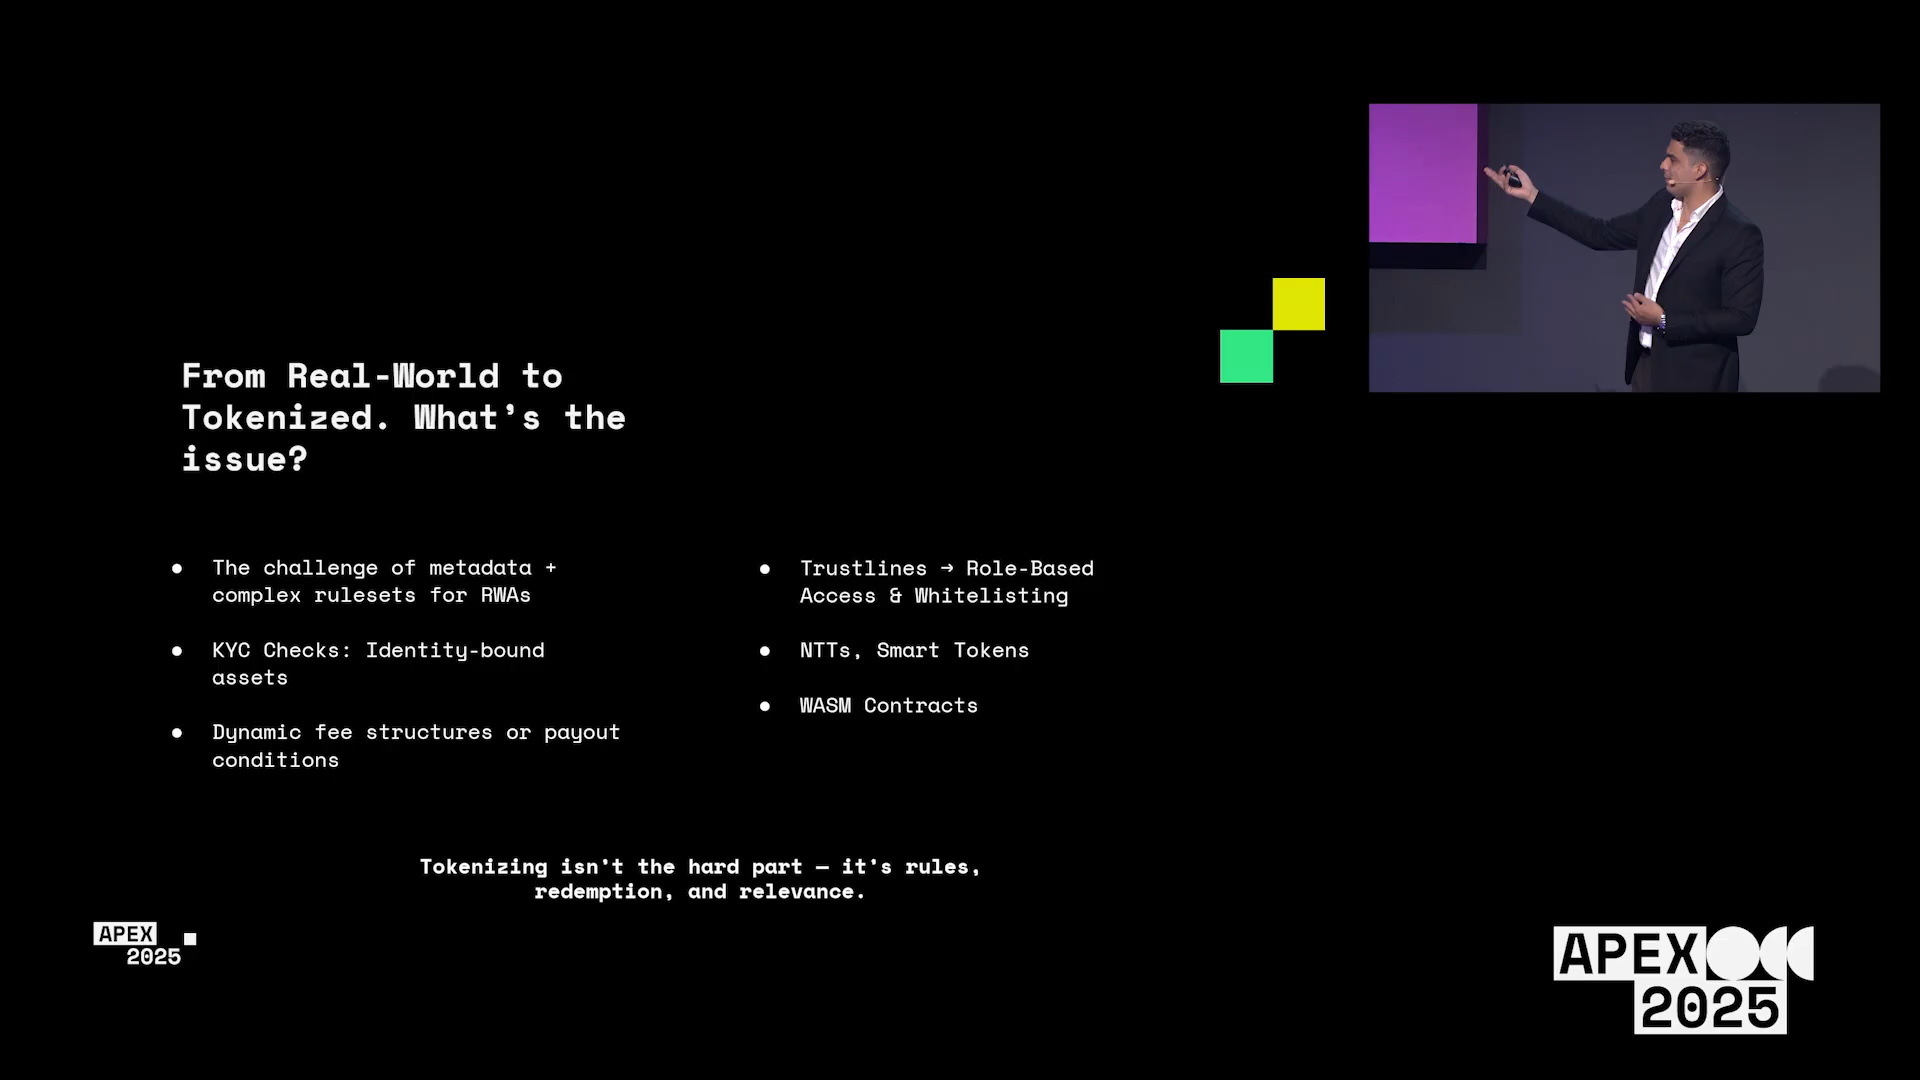 From Real-World to
Tokenized. What’s the
issue?
● The challenge of metadata +
complex rulesets for RWAs
● KYC Checks: Identity-bound
assets
● Dynamic fee structures or payout
conditions
● Trustlines → Role-Based
Access & Whitelisting
● NTTs, Smart Tokens
● WASM Contracts
Tokenizing isn’t the hard part — it’s rules,
redemption, and relevance.
APEX
2025
APEX
2025